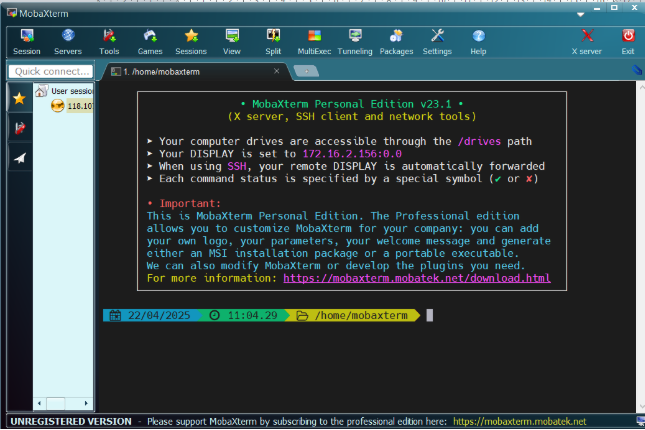 MobaXterm
Session Servers Tools Games Sessions View Split MultiExec Tunneling Packages Settings Help X server Exit
Quick connect...
1. /home/mobaxterm
User session
118.10
• MobaXterm Personal Edition v23.1 •
(X server, SSH client and network tools)
➤ Your computer drives are accessible through the /drives path
➤ Your DISPLAY is set to 172.16.2.156:0.0
➤ When using SSH, your remote DISPLAY is automatically forwarded
➤ Each command status is specified by a special symbol (✔ or ✘)
• Important:
This is MobaXterm Personal Edition. The Professional edition
allows you to customize MobaXterm for your company: you can add
your own logo, your parameters, your welcome message and generate
either an MSI installation package or a portable executable.
We can also modify MobaXterm or develop the plugins you need.
For more information: https://mobaxterm.mobatek.net/download.html
22/04/2025 11:04.29 /home/mobaxterm
UNREGISTERED VERSION - Please support MobaXterm by subscribing to the professional edition here: https://mobaxterm.mobatek.net